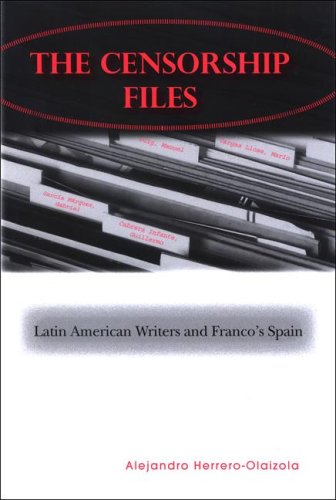 THE CENSORSHIP
FILES
Puig, Manuel
Vargas Llosa, Mario
García Márquez,
Gabriel
Cabrera Infante,
Guillermo
Latin American Writers and Franco's Spain
Alejandro Herrero-Olaizola